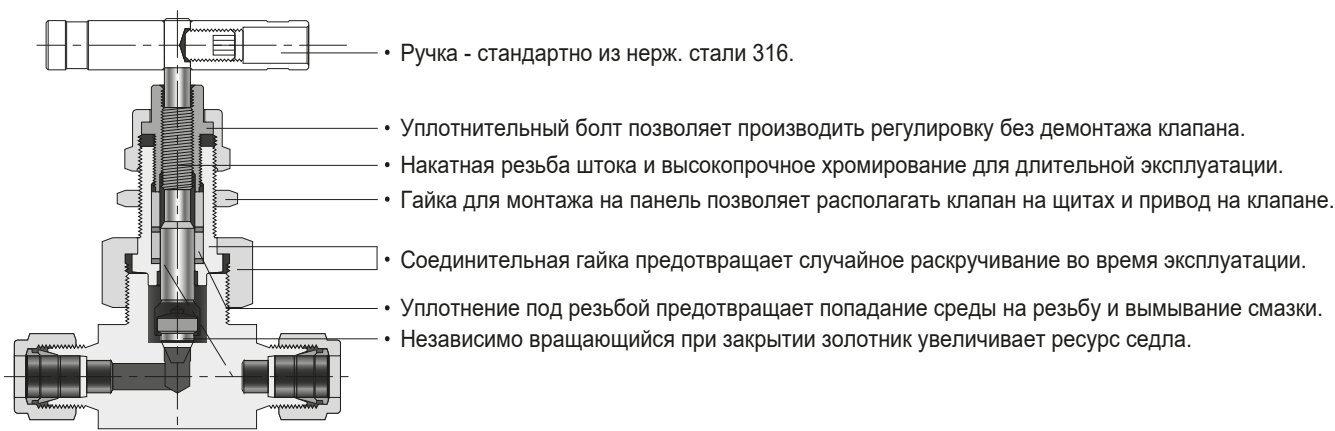 • Ручка - стандартно из нерж. стали 316.
• Уплотнительный болт позволяет производить регулировку без демонтажа клапана.
• Накатная резьба штока и высокопрочное хромирование для длительной эксплуатации.
• Гайка для монтажа на панель позволяет располагать клапан на щитах и привод на клапане.
• Соединительная гайка предотвращает случайное раскручивание во время эксплуатации.
• Уплотнение под резьбой предотвращает попадание среды на резьбу и вымывание смазки.
• Независимо вращающийся при закрытии золотник увеличивает ресурс седла.